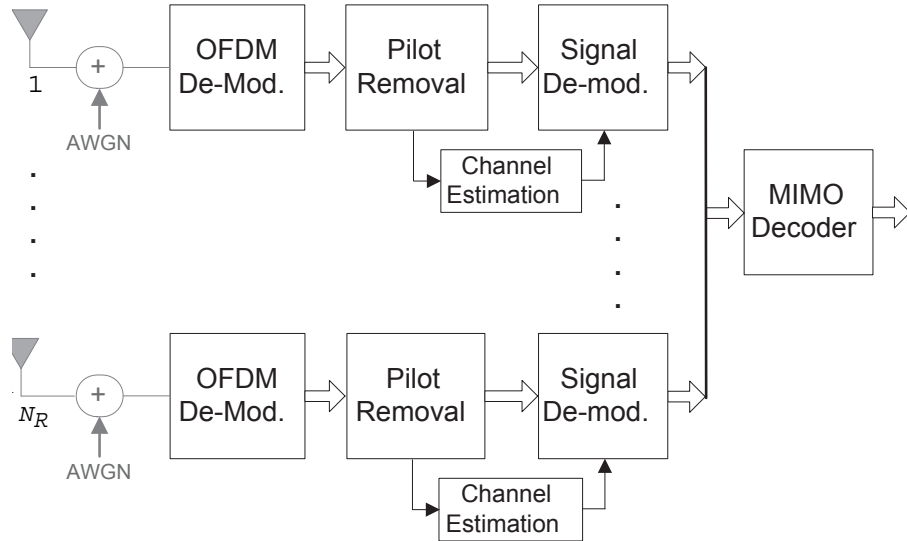 OFDM
De-Mod.
Pilot
Removal
Signal
De-mod.
+
1
AWGN
Channel
Estimation
MIMO
Decoder
OFDM
De-Mod.
Pilot
Removal
Signal
De-mod.
+
NR
AWGN
Channel
Estimation